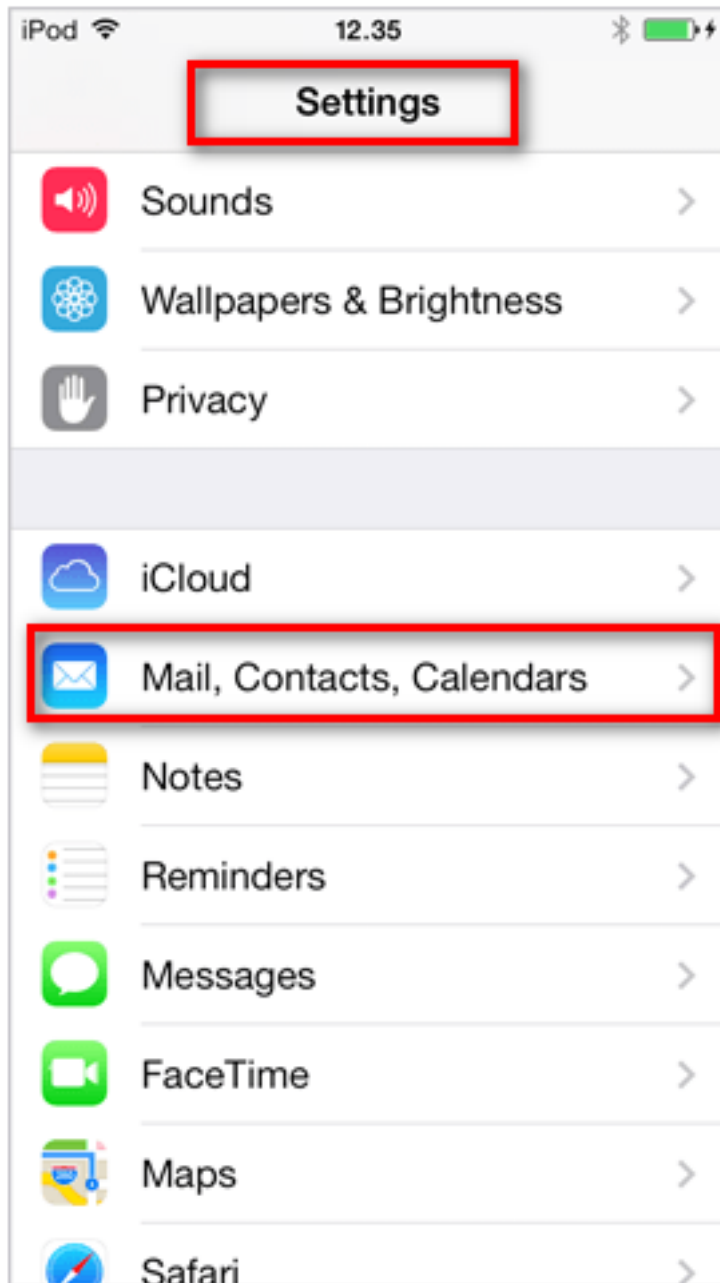 iPod 12.35
Settings
Sounds
Wallpapers & Brightness
Privacy
iCloud
Mail, Contacts, Calendars
Notes
Reminders
Messages
FaceTime
Maps
Safari